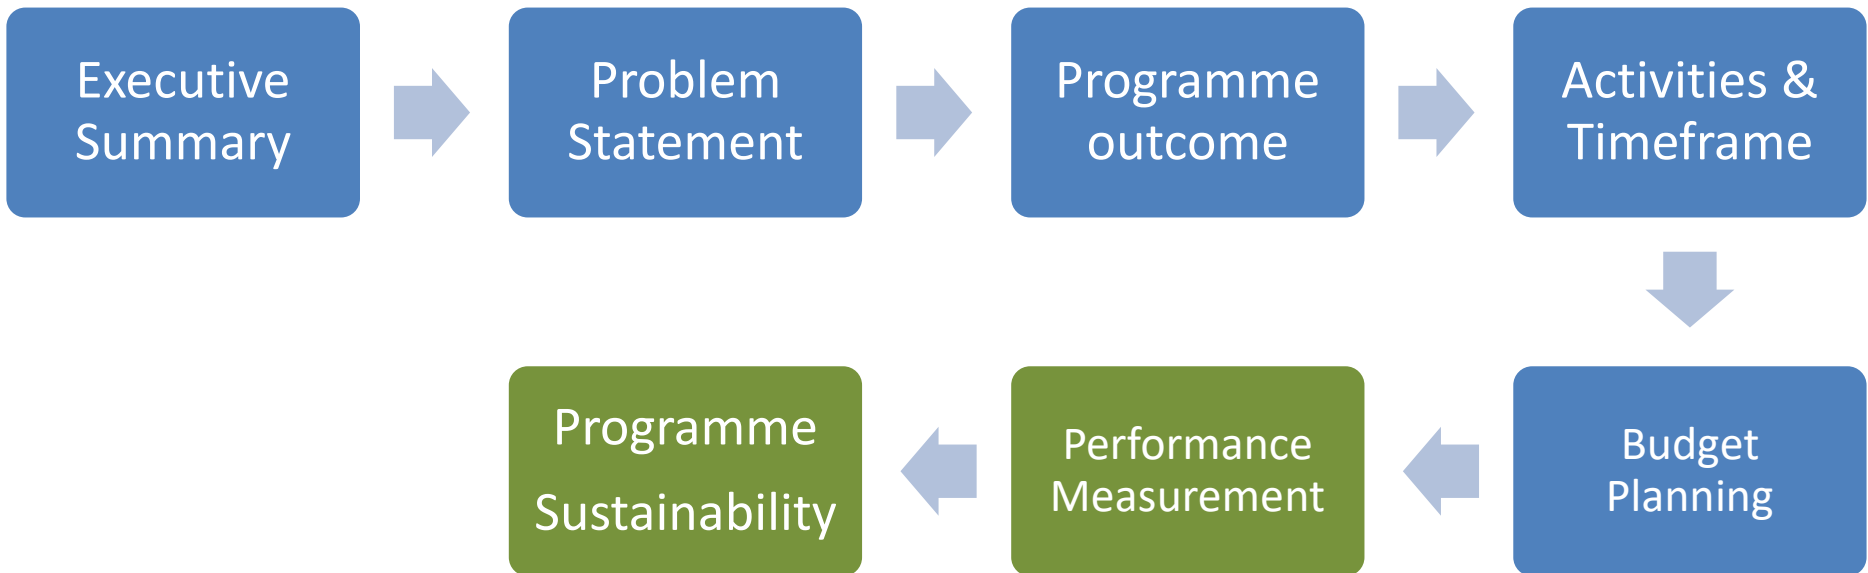 Executive
Summary
Problem
Statement
Programme
outcome
Activities &
Timeframe
Budget
Planning
Performance
Measurement
Programme
Sustainability